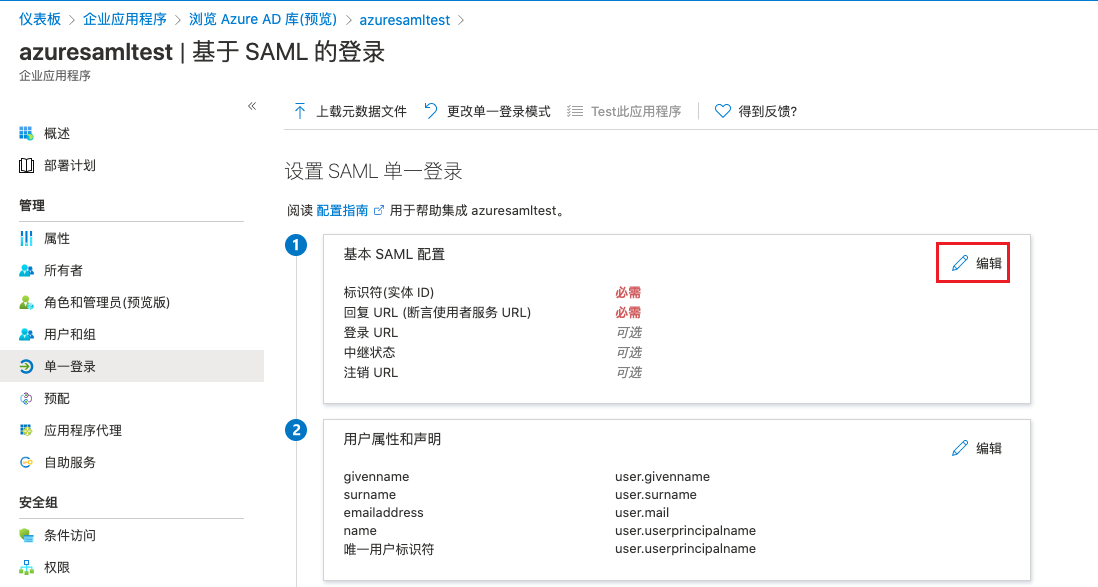 仪表板 > 企业应用程序 > 浏览 Azure AD 库(预览) > azuresamltest >
azuresamltest | 基于 SAML 的登录
企业应用程序
«
上载元数据文件 更改单一登录模式 Test此应用程序 得到反馈?
概述
部署计划
管理
属性
所有者
角色和管理员(预览版)
用户和组
单一登录
预配
应用程序代理
自助服务
安全组
条件访问
权限
设置 SAML 单一登录
阅读 配置指南 用于帮助集成 azuresamltest。
1
基本 SAML 配置
编辑
标识符(实体 ID) 必需
回复 URL (断言使用者服务 URL) 必需
登录 URL 可选
中继状态 可选
注销 URL 可选
2
用户属性和声明
编辑
givenname user.givenname
surname user.surname
emailaddress user.mail
name user.userprincipalname
唯一用户标识符 user.userprincipalname